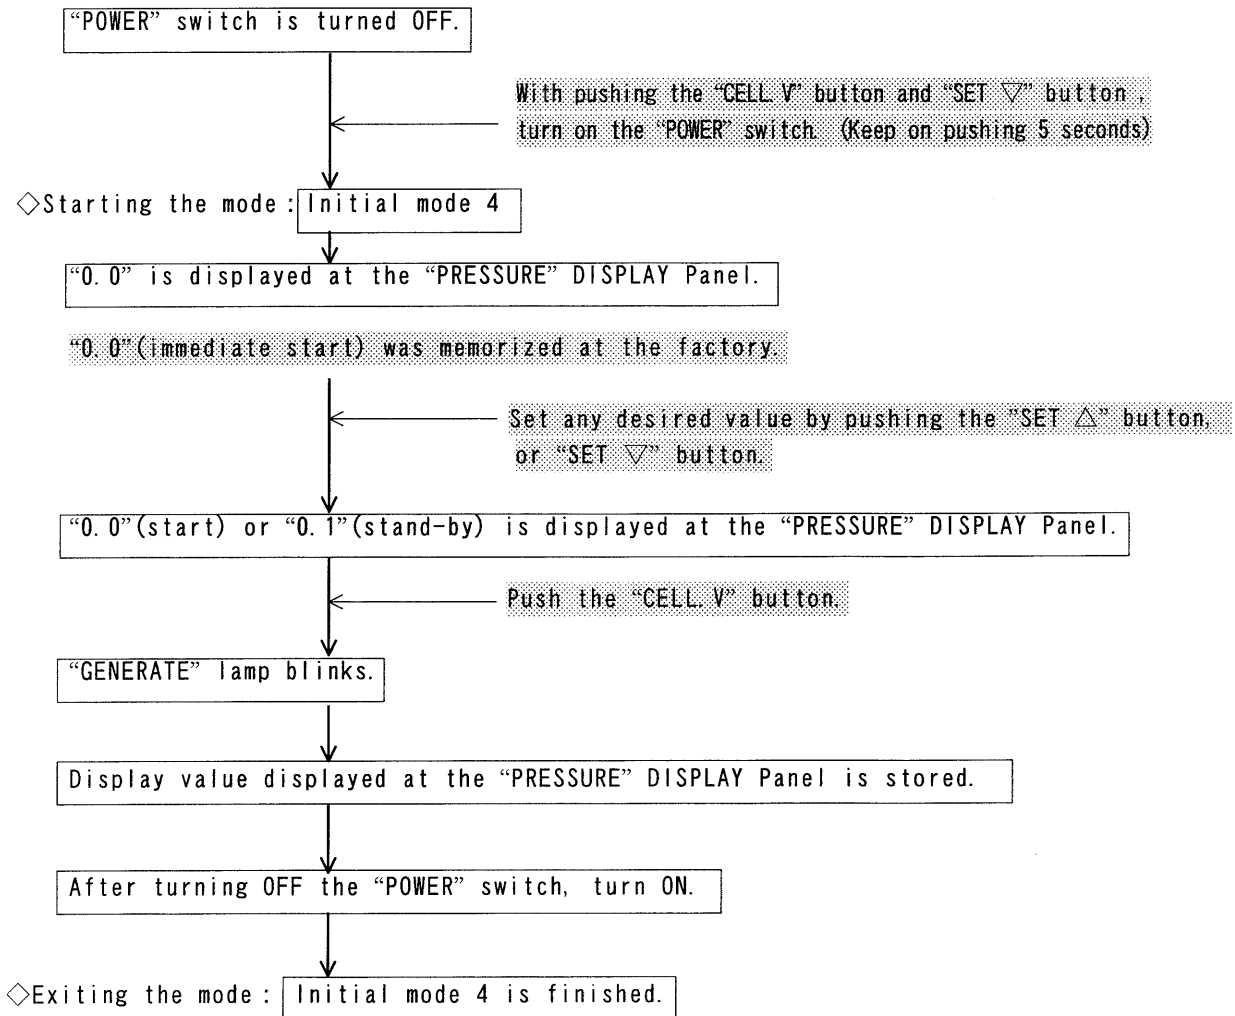 “POWER” switch is turned OFF.
With pushing the “CELL. V” button and “SET ▽” button ,
turn on the “POWER” switch. (Keep on pushing 5 seconds)
◇Starting the mode : Initial mode 4
“0. 0” is displayed at the “PRESSURE” DISPLAY Panel.
“0. 0”(immediate start) was memorized at the factory.
Set any desired value by pushing the ”SET △” button,
or “SET ▽” button.
“0. 0”(start) or “0. 1”(stand-by) is displayed at the “PRESSURE” DISPLAY Panel.
Push the “CELL. V” button.
“GENERATE” lamp blinks.
Display value displayed at the “PRESSURE” DISPLAY Panel is stored.
After turning OFF the “POWER” switch, turn ON.
◇Exiting the mode : Initial mode 4 is finished.